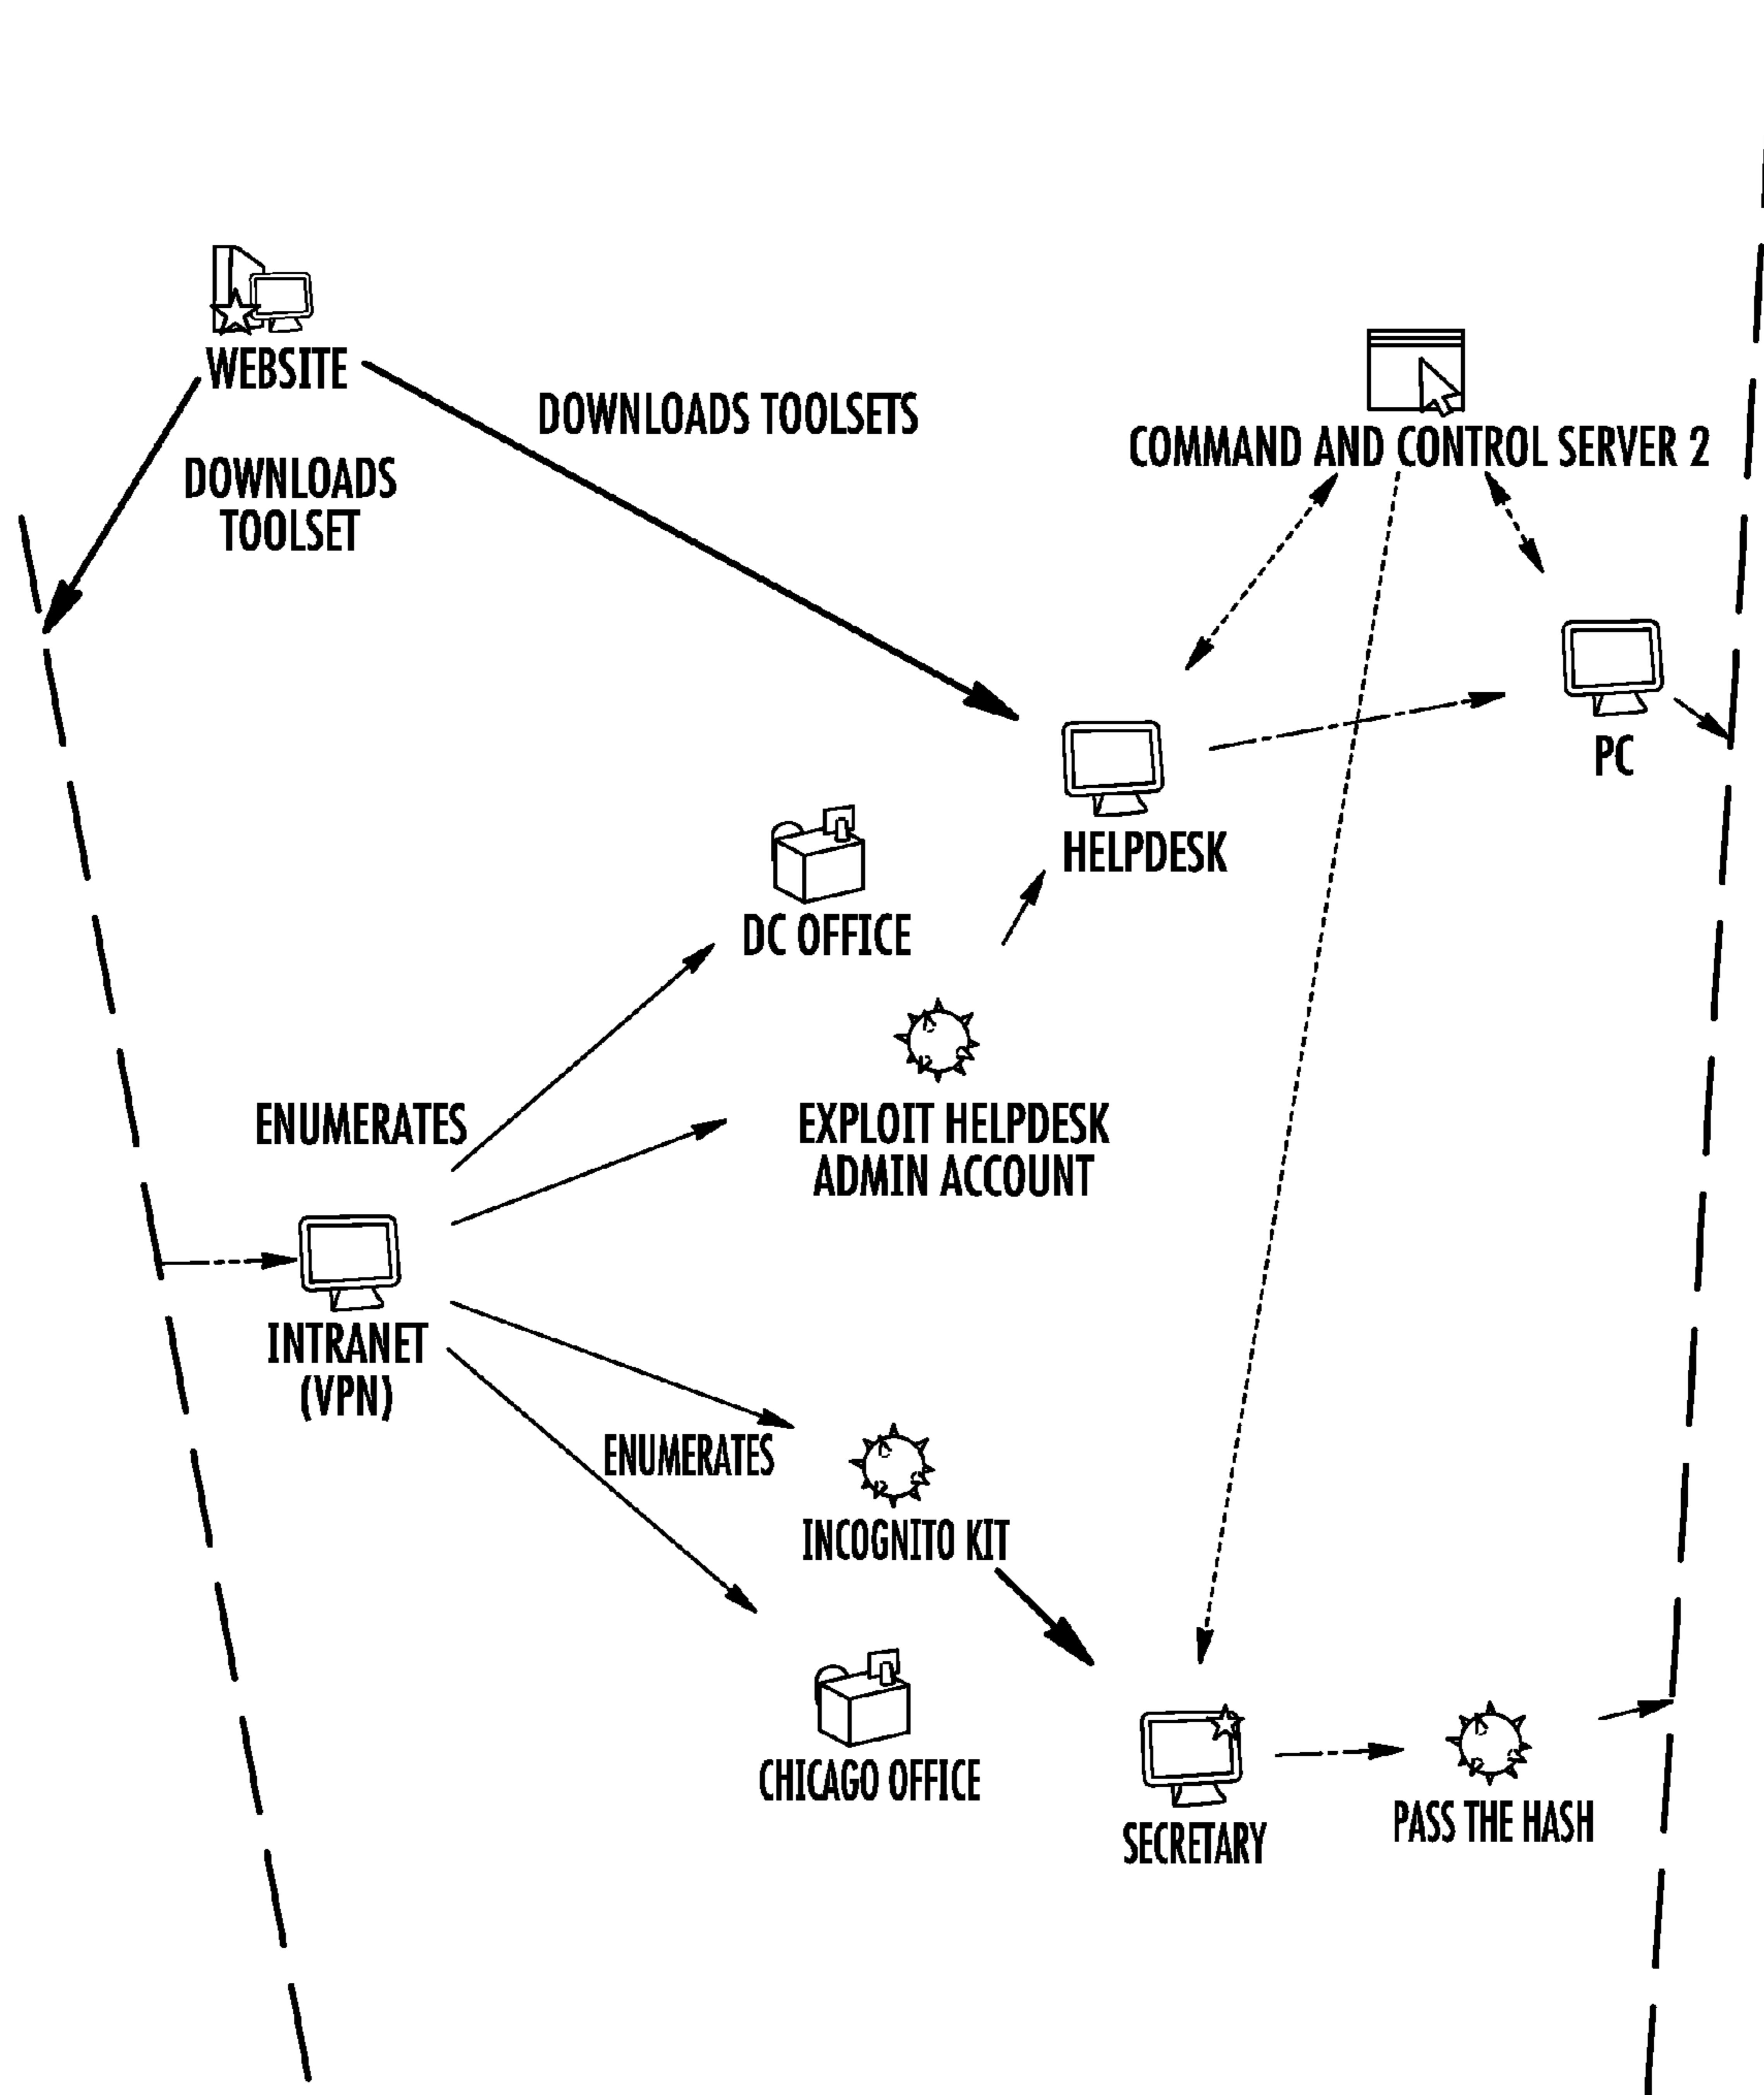 WEBSITE
DOWNLOADS TOOLSETS
DOWNLOADS
TOOLSET
COMMAND AND CONTROL SERVER 2
PC
HELPDESK
DC OFFICE
ENUMERATES
EXPLOIT HELPDESK
ADMIN ACCOUNT
INTRANET
(VPN)
ENUMERATES
INCOGNITO KIT
CHICAGO OFFICE
SECRETARY
PASS THE HASH